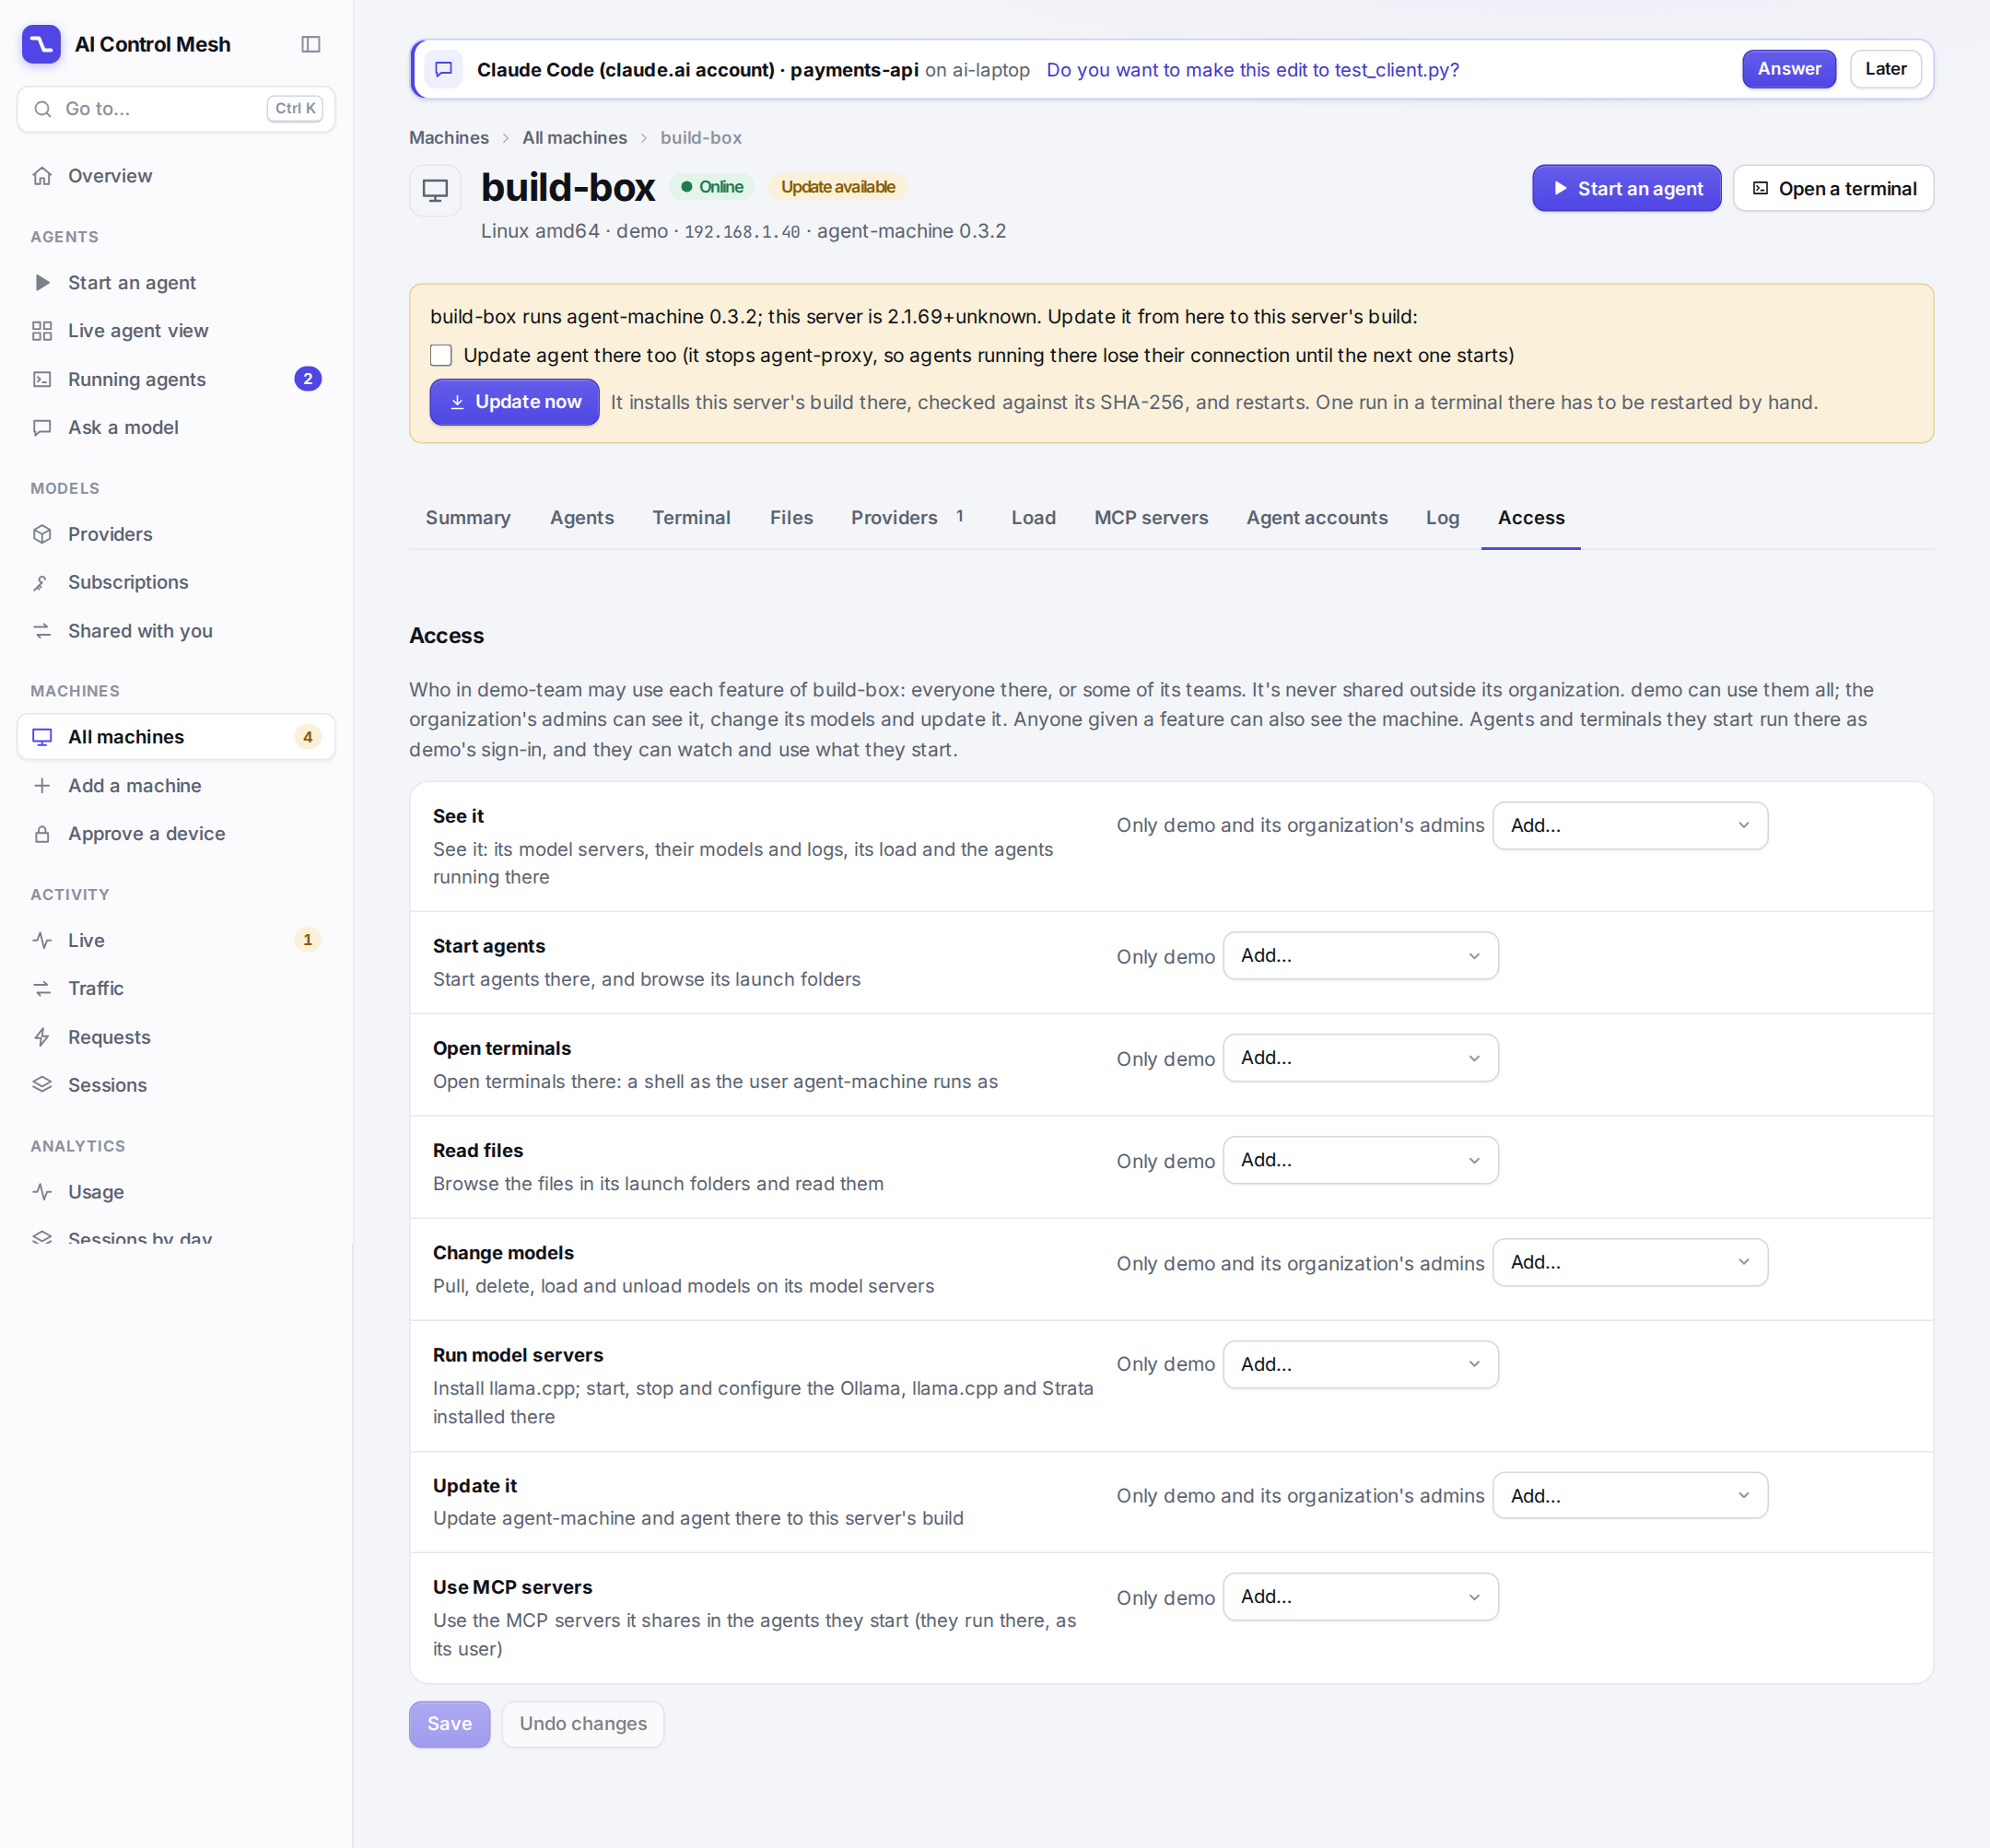 AI Control Mesh
Go to...
Ctrl K
Overview
AGENTS
Start an agent
Live agent view
Running agents 2
Ask a model
MODELS
Providers
Subscriptions
Shared with you
MACHINES
All machines 4
Add a machine
Approve a device
ACTIVITY
Live 1
Traffic
Requests
Sessions
ANALYTICS
Usage
Sessions by day
Claude Code (claude.ai account) · payments-api on ai-laptop Do you want to make this edit to test_client.py? Answer Later
Machines > All machines > build-box
build-box Online Update available
Start an agent Open a terminal
Linux amd64 · demo · 192.168.1.40 · agent-machine 0.3.2
build-box runs agent-machine 0.3.2; this server is 2.1.69+unknown. Update it from here to this server's build:
Update agent there too (it stops agent-proxy, so agents running there lose their connection until the next one starts)
Update now It installs this server's build there, checked against its SHA-256, and restarts. One run in a terminal there has to be restarted by hand.
Summary Agents Terminal Files Providers 1 Load MCP servers Agent accounts Log Access
Access
Who in demo-team may use each feature of build-box: everyone there, or some of its teams. It's never shared outside its organization. demo can use them all; the
organization's admins can see it, change its models and update it. Anyone given a feature can also see the machine. Agents and terminals they start run there as
demo's sign-in, and they can watch and use what they start.
See it
See it: its model servers, their models and logs, its load and the agents
running there
Only demo and its organization's admins Add...
Start agents
Start agents there, and browse its launch folders
Only demo Add...
Open terminals
Open terminals there: a shell as the user agent-machine runs as
Only demo Add...
Read files
Browse the files in its launch folders and read them
Only demo Add...
Change models
Pull, delete, load and unload models on its model servers
Only demo and its organization's admins Add...
Run model servers
Install llama.cpp; start, stop and configure the Ollama, llama.cpp and Strata
installed there
Only demo Add...
Update it
Update agent-machine and agent there to this server's build
Only demo and its organization's admins Add...
Use MCP servers
Use the MCP servers it shares in the agents they start (they run there, as
its user)
Only demo Add...
Save Undo changes